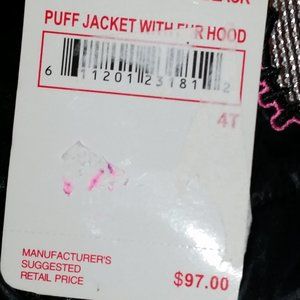 PUFF JACKET WITH FUR HOOD
6 11201 23181 2
4T
MANUFACTURER'S
SUGGESTED
RETAIL PRICE
$97.00